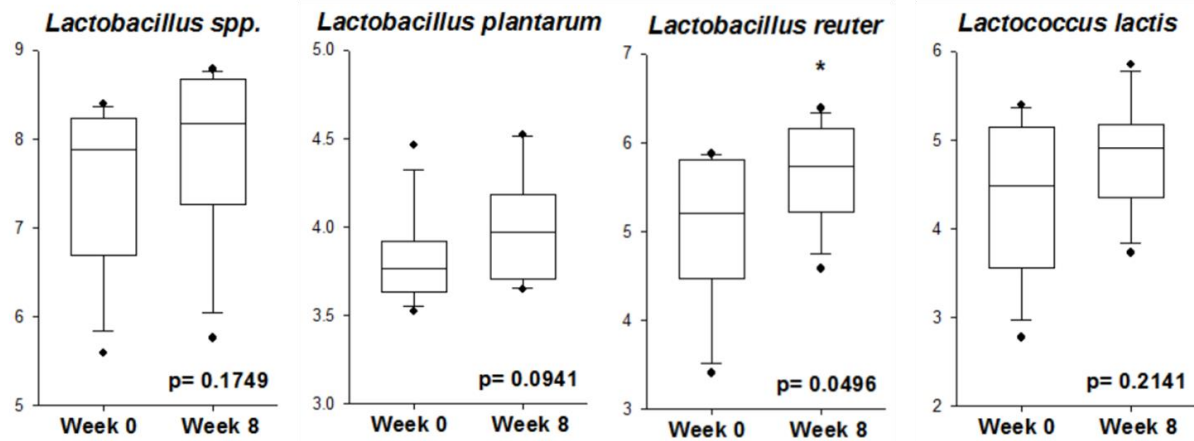 Lactobacillus spp.
9
8
7
6
5
p= 0.1749
Week 0 Week 8
Lactobacillus plantarum
5.0
4.5
4.0
3.5
3.0
p= 0.0941
Week 0 Week 8
Lactobacillus reuter
7
6
5
4
3
*
p= 0.0496
Week 0 Week 8
Lactococcus lactis
6
5
4
3
2
p= 0.2141
Week 0 Week 8